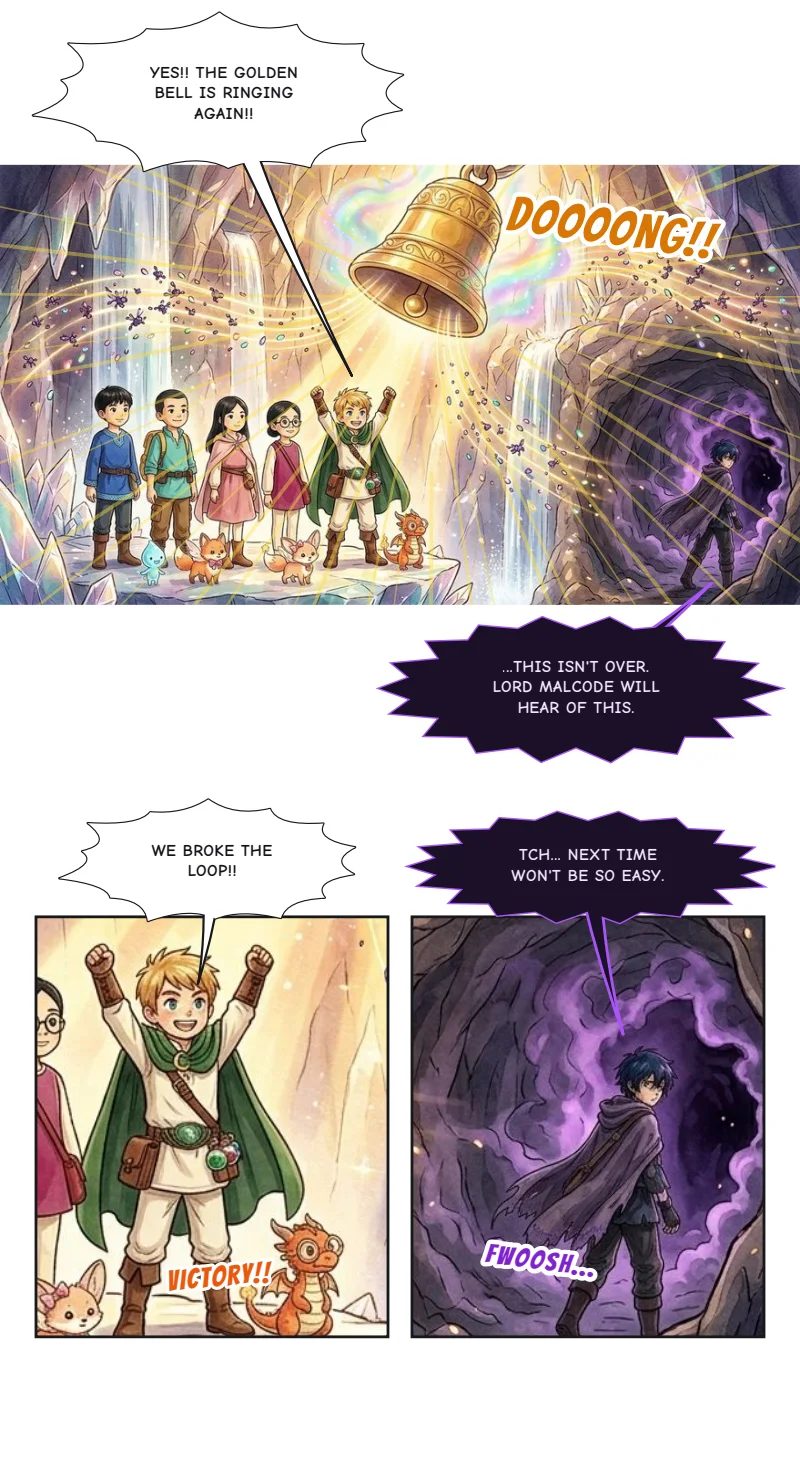 YES!! THE GOLDEN
BELL IS RINGING
AGAIN!!
DOOOONG!!
...THIS ISN'T OVER.
LORD MALCODE WILL
HEAR OF THIS.
WE BROKE THE
LOOP!!
TCH... NEXT TIME
WON'T BE SO EASY.
VICTORY!!
FWOOSH...